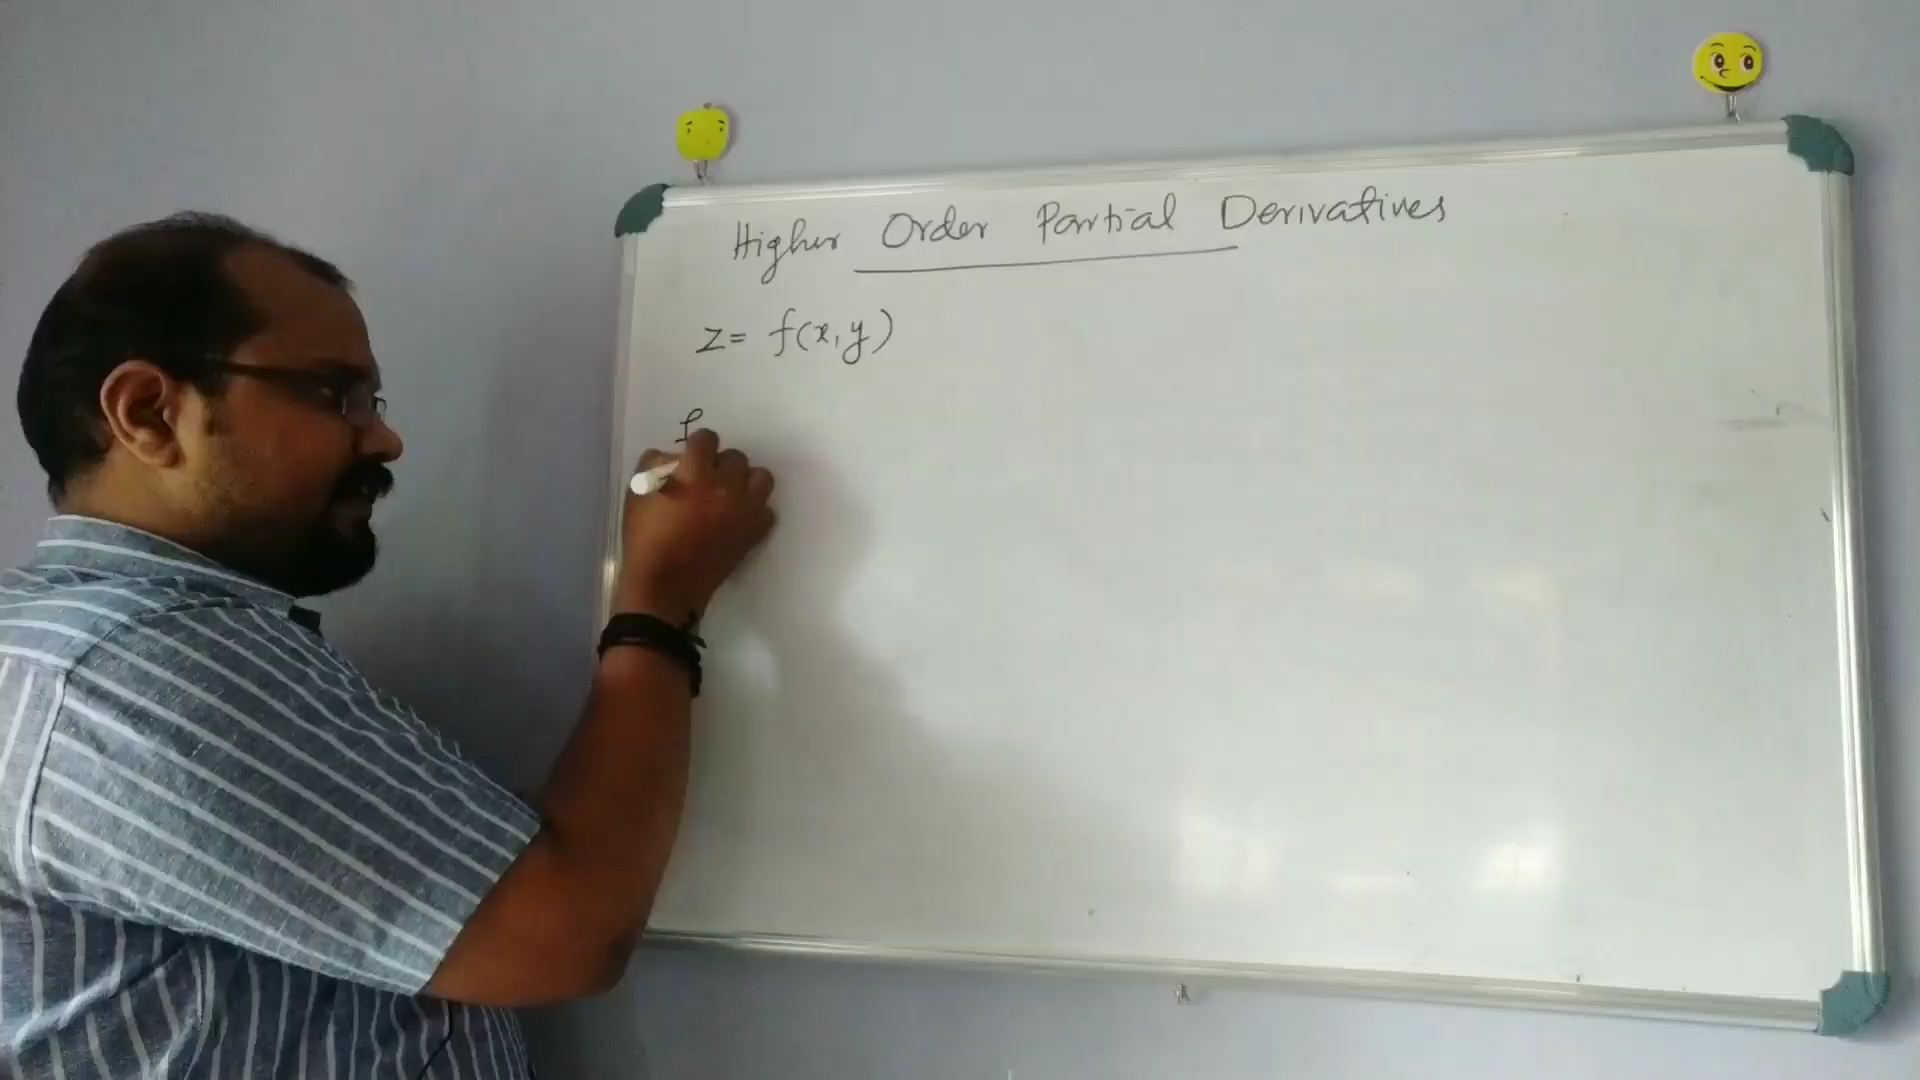 Higher Order Partial Derivatives
z = f(x, y)
f